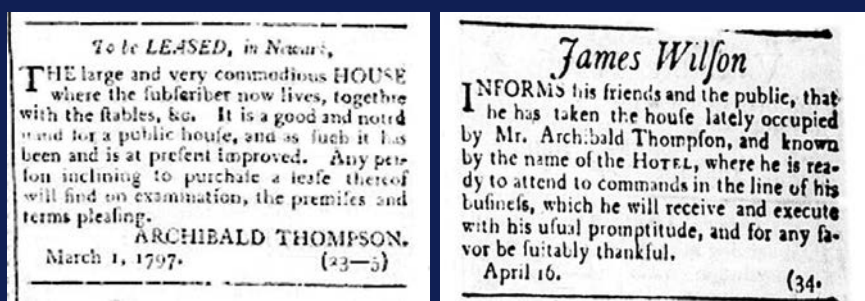 To be LEASED, in Newark,
THE large and very commodious HOUSE
where the ſubſcriber now lives, togethre
with the ſtables, &c. It is a good and noted
ſtand for a public houſe, and as ſuch it has
been and is at preſent improved. Any per-
ſon inclining to purchaſe a leaſe thereof
will find on examination, the premiſes and
terms pleaſing.
ARCHIBALD THOMPSON.
March 1, 1797. (23—5)
James Wilſon
INFORMS his friends and the public, that
he has taken the houſe lately occupied
by Mr. Archibald Thompſon, and known
by the name of the HOTEL, where he is rea-
dy to attend to commands in the line of his
buſineſs, which he will receive and execute
with his uſual promptitude, and for any fa-
vor be ſuitably thankful.
April 16. (34.